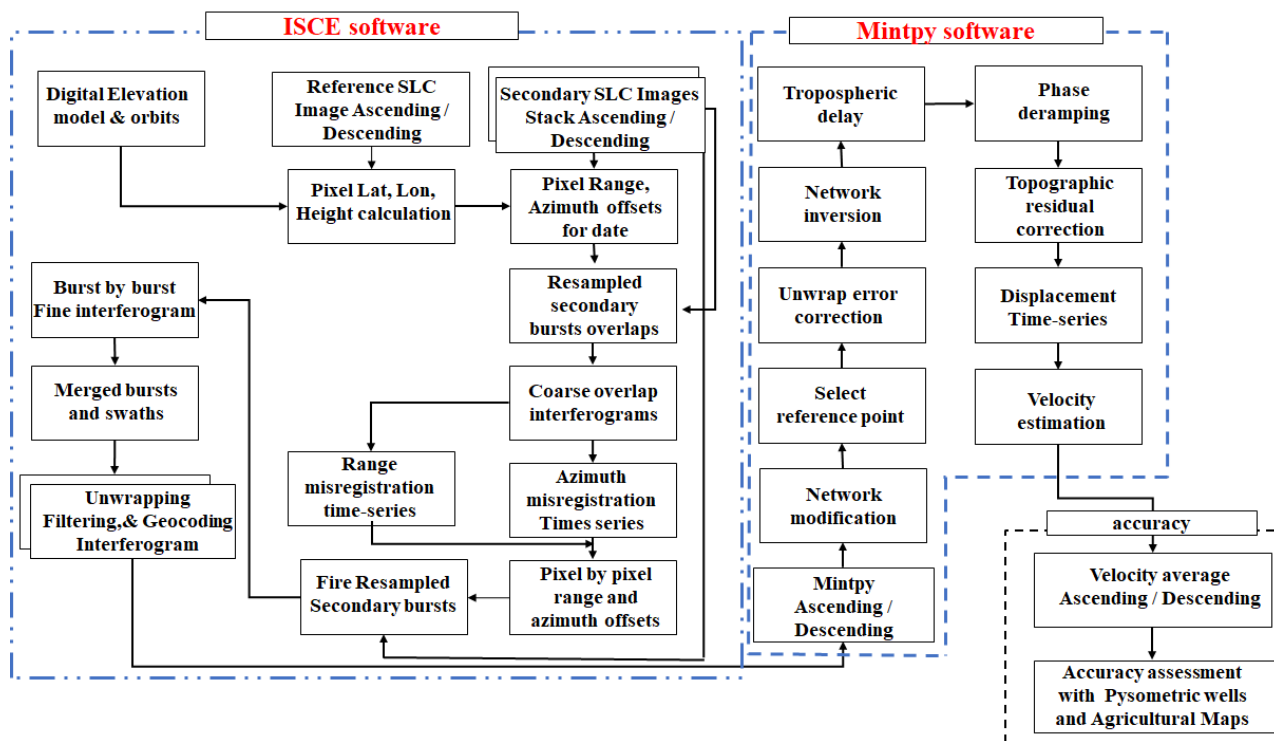 ISCE software
Digital Elevation
model & orbits
Reference SLC
Image Ascending /
Descending
Secondary SLC Images
Stack Ascending /
Descending
Pixel Lat, Lon,
Height calculation
Pixel Range,
Azimuth offsets
for date
Burst by burst
Fine interferogram
Resampled
secondary
bursts overlaps
Merged bursts
and swaths
Coarse overlap
interferograms
Unwrapping
Filtering,& Geocoding
Interferogram
Range
misregistration
time-series
Azimuth
misregistration
Times series
Fire Resampled
Secondary bursts
Pixel by pixel
range and
azimuth offsets
Mintpy software
Tropospheric
delay
Phase
deramping
Network
inversion
Topographic
residual
correction
Unwrap error
correction
Displacement
Time-series
Select
reference point
Velocity
estimation
Network
modification
Mintpy
Ascending /
Descending
accuracy
Velocity average
Ascending / Descending
Accuracy assessment
with Pysometric wells
and Agricultural Maps